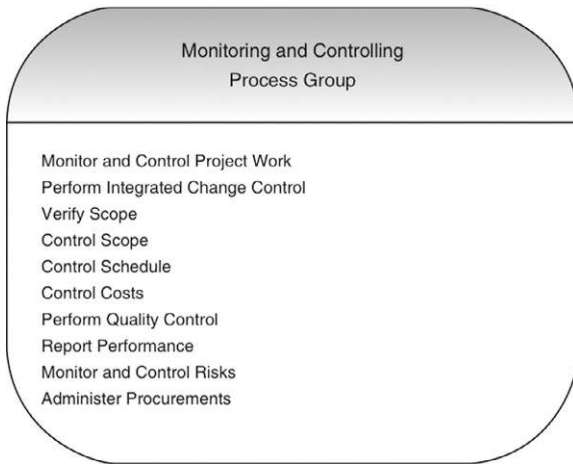 Monitoring and Controlling
Process Group
Monitor and Control Project Work
Perform Integrated Change Control
Verify Scope
Control Scope
Control Schedule
Control Costs
Perform Quality Control
Report Performance
Monitor and Control Risks
Administer Procurements